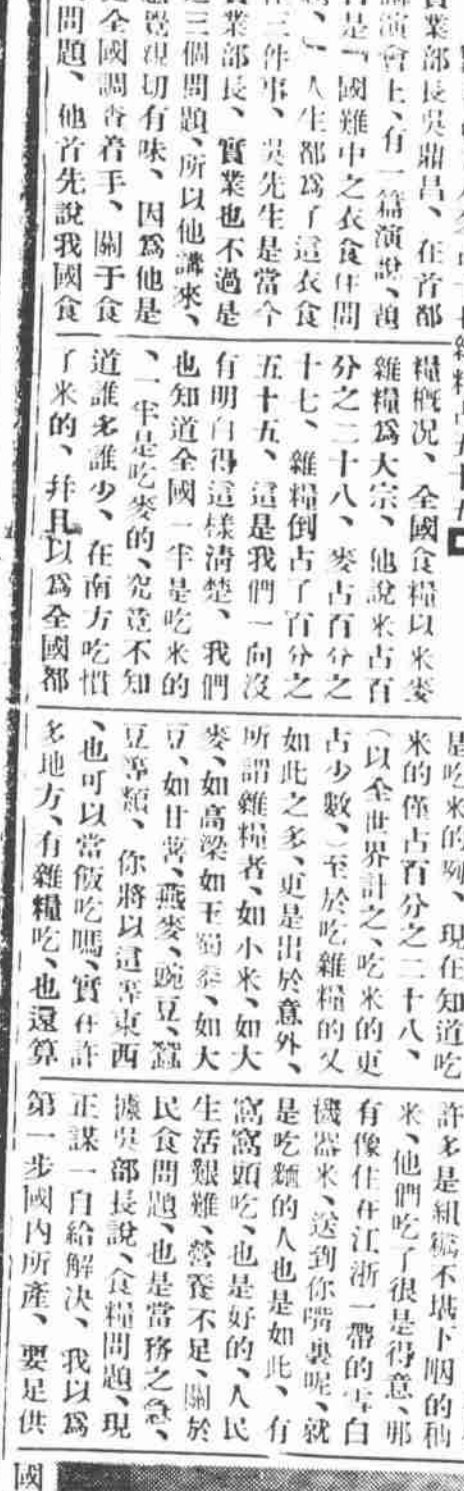 實業部長吳鼎昌、在首都
講演會上、有一篇演說、題
是「國難中之衣食住問
」人生都爲了這衣食
三件事、吳先生是當今
實業部長、實業也不過是
這三個問題、所以他講來、
親切有味、因爲他是
全國調查着手、關于食
問題、他首先說我國食
糧概況、全國食糧以米麥
雜糧爲大宗、他說米占百
分之二十八、麥占百分之
十七、雜糧倒占了百分之
五十五、這是我們一向沒
有明白得這樣清楚、我們
也知道全國一半是吃米的
、一半是吃麥的、究竟不知
道誰多誰少、在南方吃慣
了米的、幷且以爲全國都
是吃米的咧、現在知道吃
米的僅占百分之二十八、
(以全世界計之、吃米的更
占少數、)至於吃雜糧的又
如此之多、更是出於意外、
所謂雜糧者、如小米、如大
麥、如高梁如玉蜀黍、如大
豆、如甘薯、燕麥、豌豆、蠶
豆等類、你將以這等東西
、也可以當飯吃嗎、實在許
多地方、有雜糧吃、也還算
許多是粗糲不堪下咽的
米、他們吃了很是得意、那
有像住在江浙一帶的雪白
機器米、送到你嘴裏呢、就
是吃麵的人也是如此、有
窩窩頭吃、也是好的、人民
生活艱難、營養不足、關於
民食問題、也是當務之急、
據吳部長說、食糧問題、現
正謀一自給解決、我以爲
第一步國內所產、要足供
國